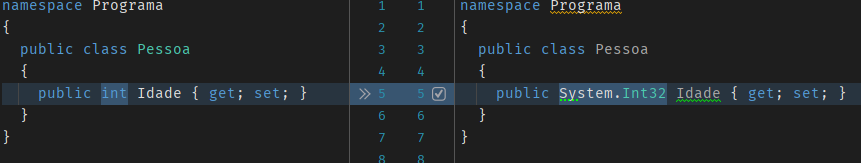 namespace Programa 1 1 namespace Programa
{ 2 2 {
public class Pessoa 3 3 public class Pessoa
{ 4 4 {
public int Idade { get; set; } 5 5 public System.Int32 Idade { get; set; }
} 6 6 }
} 7 7 }
8 8